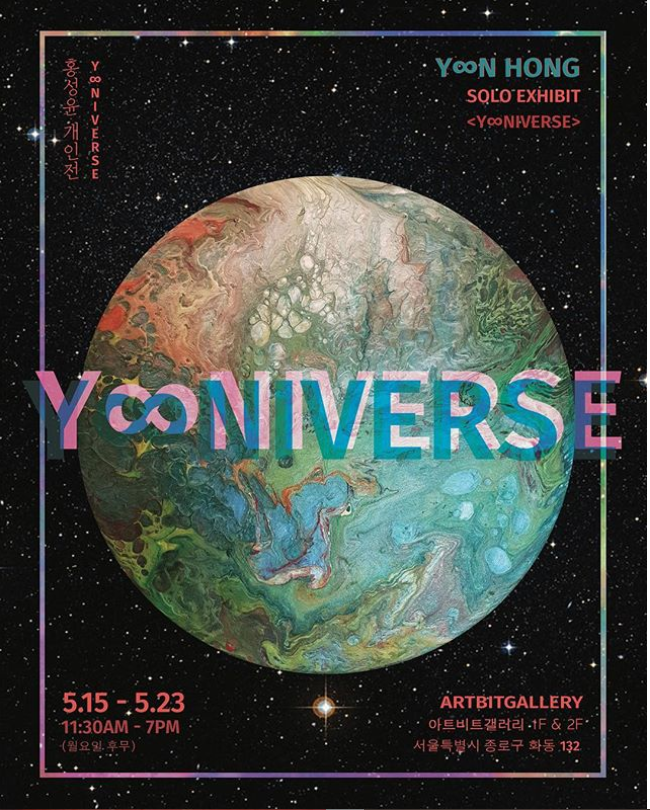 홍성윤 개인전
Y∞NIVERSE
Y∞N HONG
SOLO EXHIBIT
<Y∞NIVERSE>
Y∞NIVERSE
5.15 - 5.23
11:30AM - 7PM
(월요일 휴무)
ARTBITGALLERY
아트비트갤러리 1F & 2F
서울특별시 종로구 화동 132